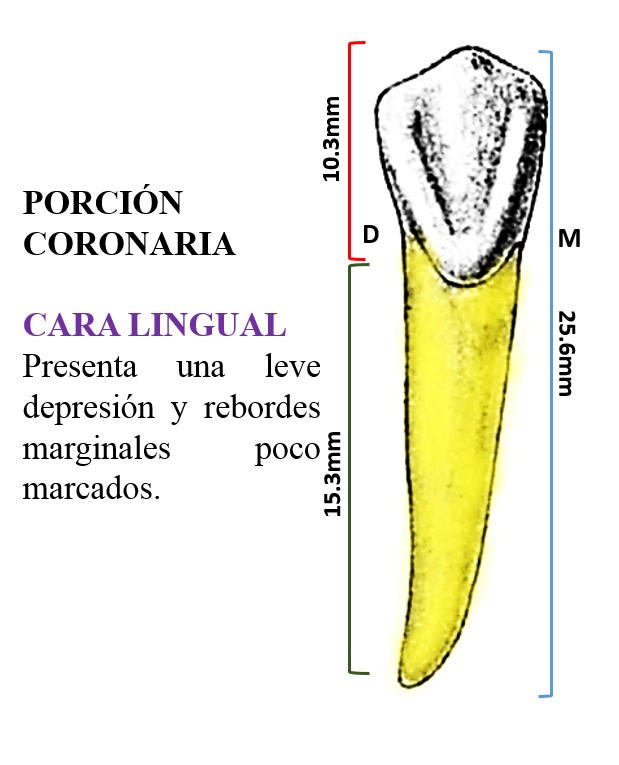 PORCIÓN
CORONARIA
CARA LINGUAL
Presenta una leve
depresión y rebordes
marginales poco
marcados.
10.3mm
D
M
25.6mm
15.3mm